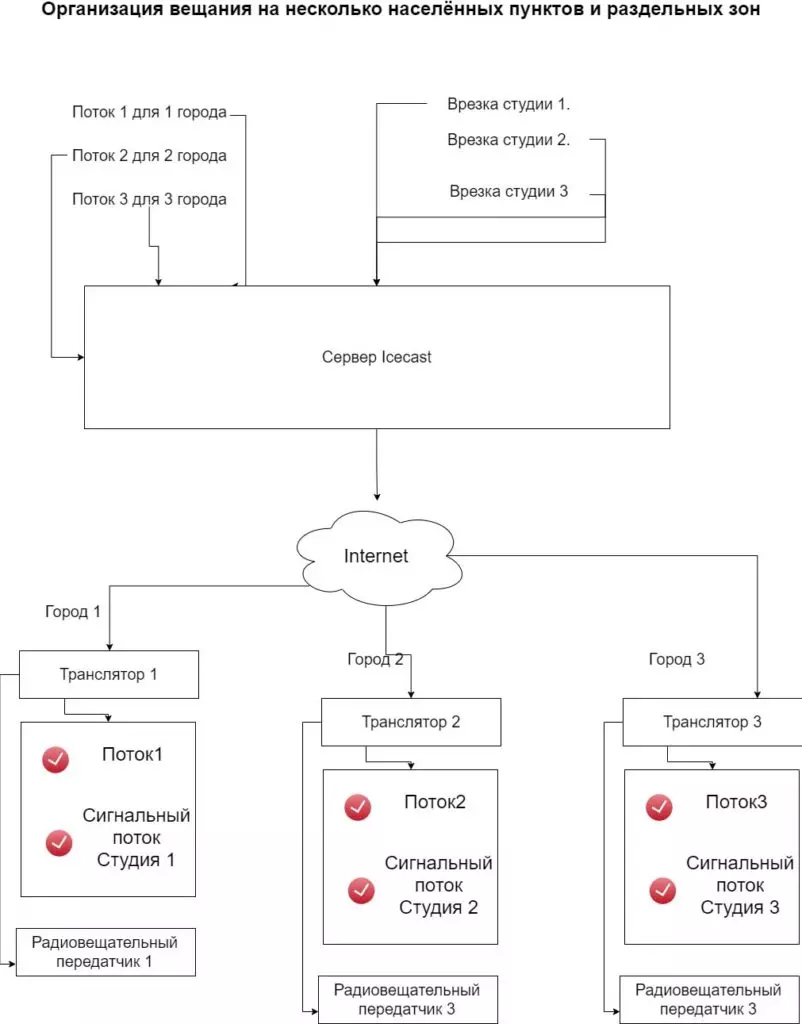 Организация вещания на несколько населённых пунктов и раздельных зон
Поток 1 для 1 города
Врезка студии 1.
Врезка студии 2.
Поток 2 для 2 города
Врезка студии 3
Поток 3 для 3 города
Сервер Icecast
Internet
Город 1
Город 2
Город 3
Транслятор 1
Транслятор 2
Транслятор 3
Поток1
Сигнальный
поток
Студия 1
Поток2
Сигнальный
поток
Студия 2
Поток3
Сигнальный
поток
Студия 3
Радиовещательный
передатчик 1
Радиовещательный
передатчик 3
Радиовещательный
передатчик 3